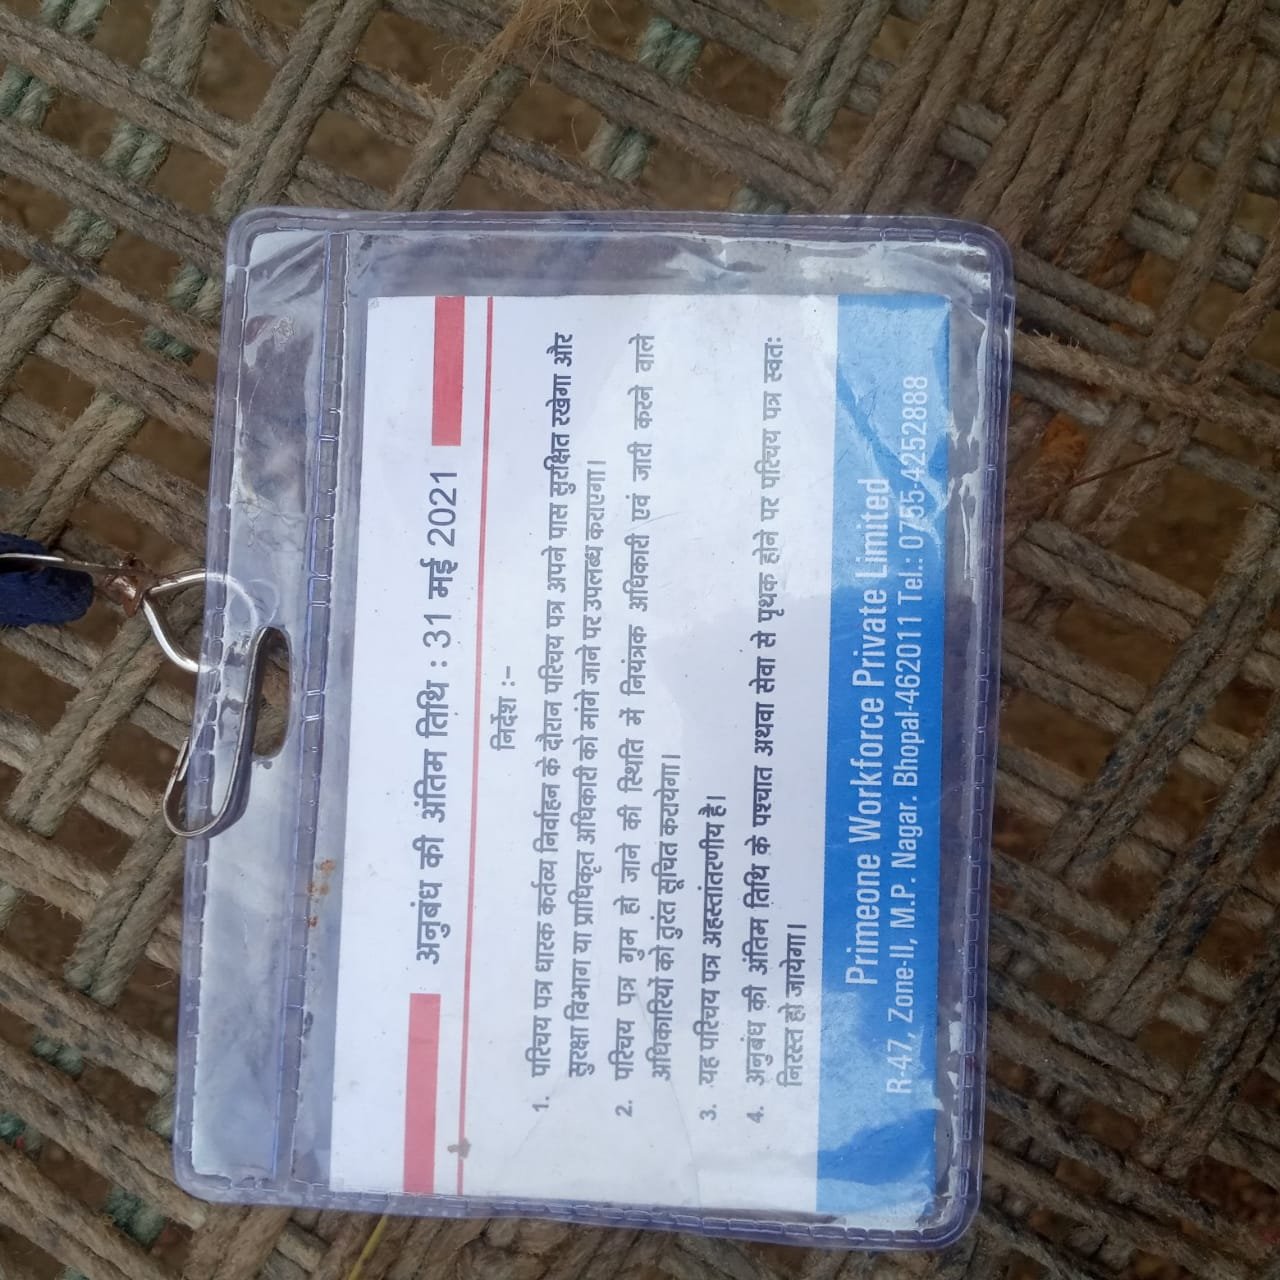 अनुबंध की अंतिम तिथि : 31 मई 2021
निर्देश :-
1. परिचय पत्र धारक कर्तव्य निर्वाहन के दौरान परिचय पत्र अपने पास सुरक्षित रखेगा और
सुरक्षा विभाग या प्राधिकृत अधिकारी को मांगे जाने पर उपलब्ध कराएगा।
2. परिचय पत्र गुम हो जाने की स्थिति में नियंत्रक अधिकारी एवं जारी करने वाले
अधिकारियों को तुरंत सूचित करायेगा।
3. यह परिचय पत्र अहस्तांतरणीय है।
4. अनुबंध की अंतिम तिथि के पश्चात अथवा सेवा से पृथक होने पर परिचय पत्र स्वतः
निरस्त हो जायेगा।
Primeone Workforce Private Limited
R-47, Zone-II, M.P. Nagar. Bhopal-462011 Tel.: 0755-4252888